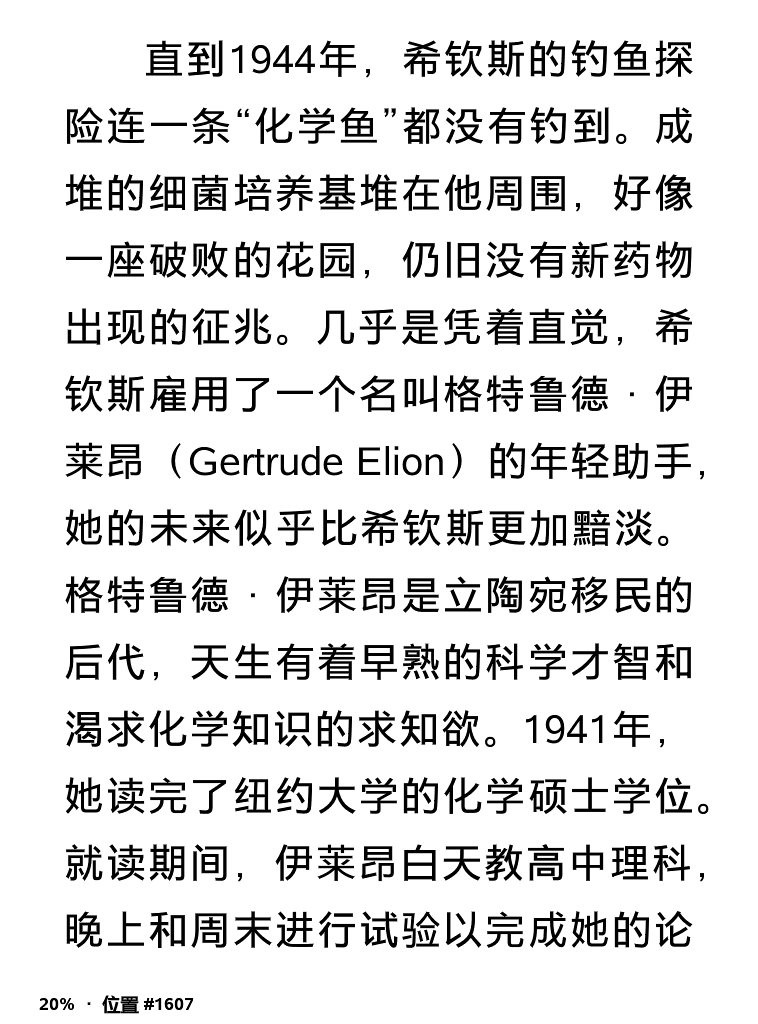 直到1944年，希钦斯的钓鱼探
险连一条“化学鱼”都没有钓到。成
堆的细菌培养基堆在他周围，好像
一座破败的花园，仍旧没有新药物
出现的征兆。几乎是凭着直觉，希
钦斯雇用了一个名叫格特鲁德·伊
莱昂（Gertrude Elion）的年轻助手，
她的未来似乎比希钦斯更加黯淡。
格特鲁德·伊莱昂是立陶宛移民的
后代，天生有着早熟的科学才智和
渴求化学知识的求知欲。1941年，
她读完了纽约大学的化学硕士学位。
就读期间，伊莱昂白天教高中理科，
晚上和周末进行试验以完成她的论
20% · 位置 #1607